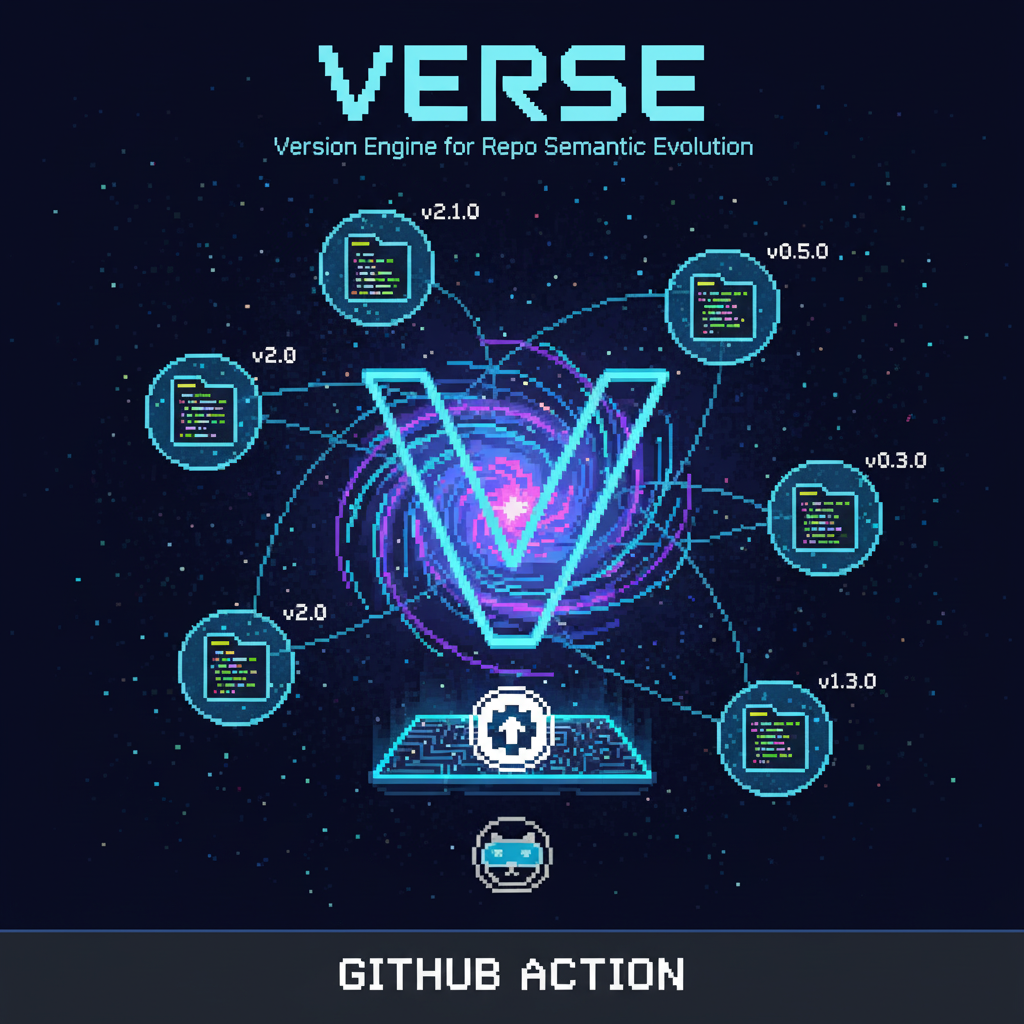 VERSE
Version Engine for Repo Semantic Evolution
v2.1.0
v0.5.0
v2.0
v0.3.0
v2.0
v1.3.0
V
GITHUB ACTION